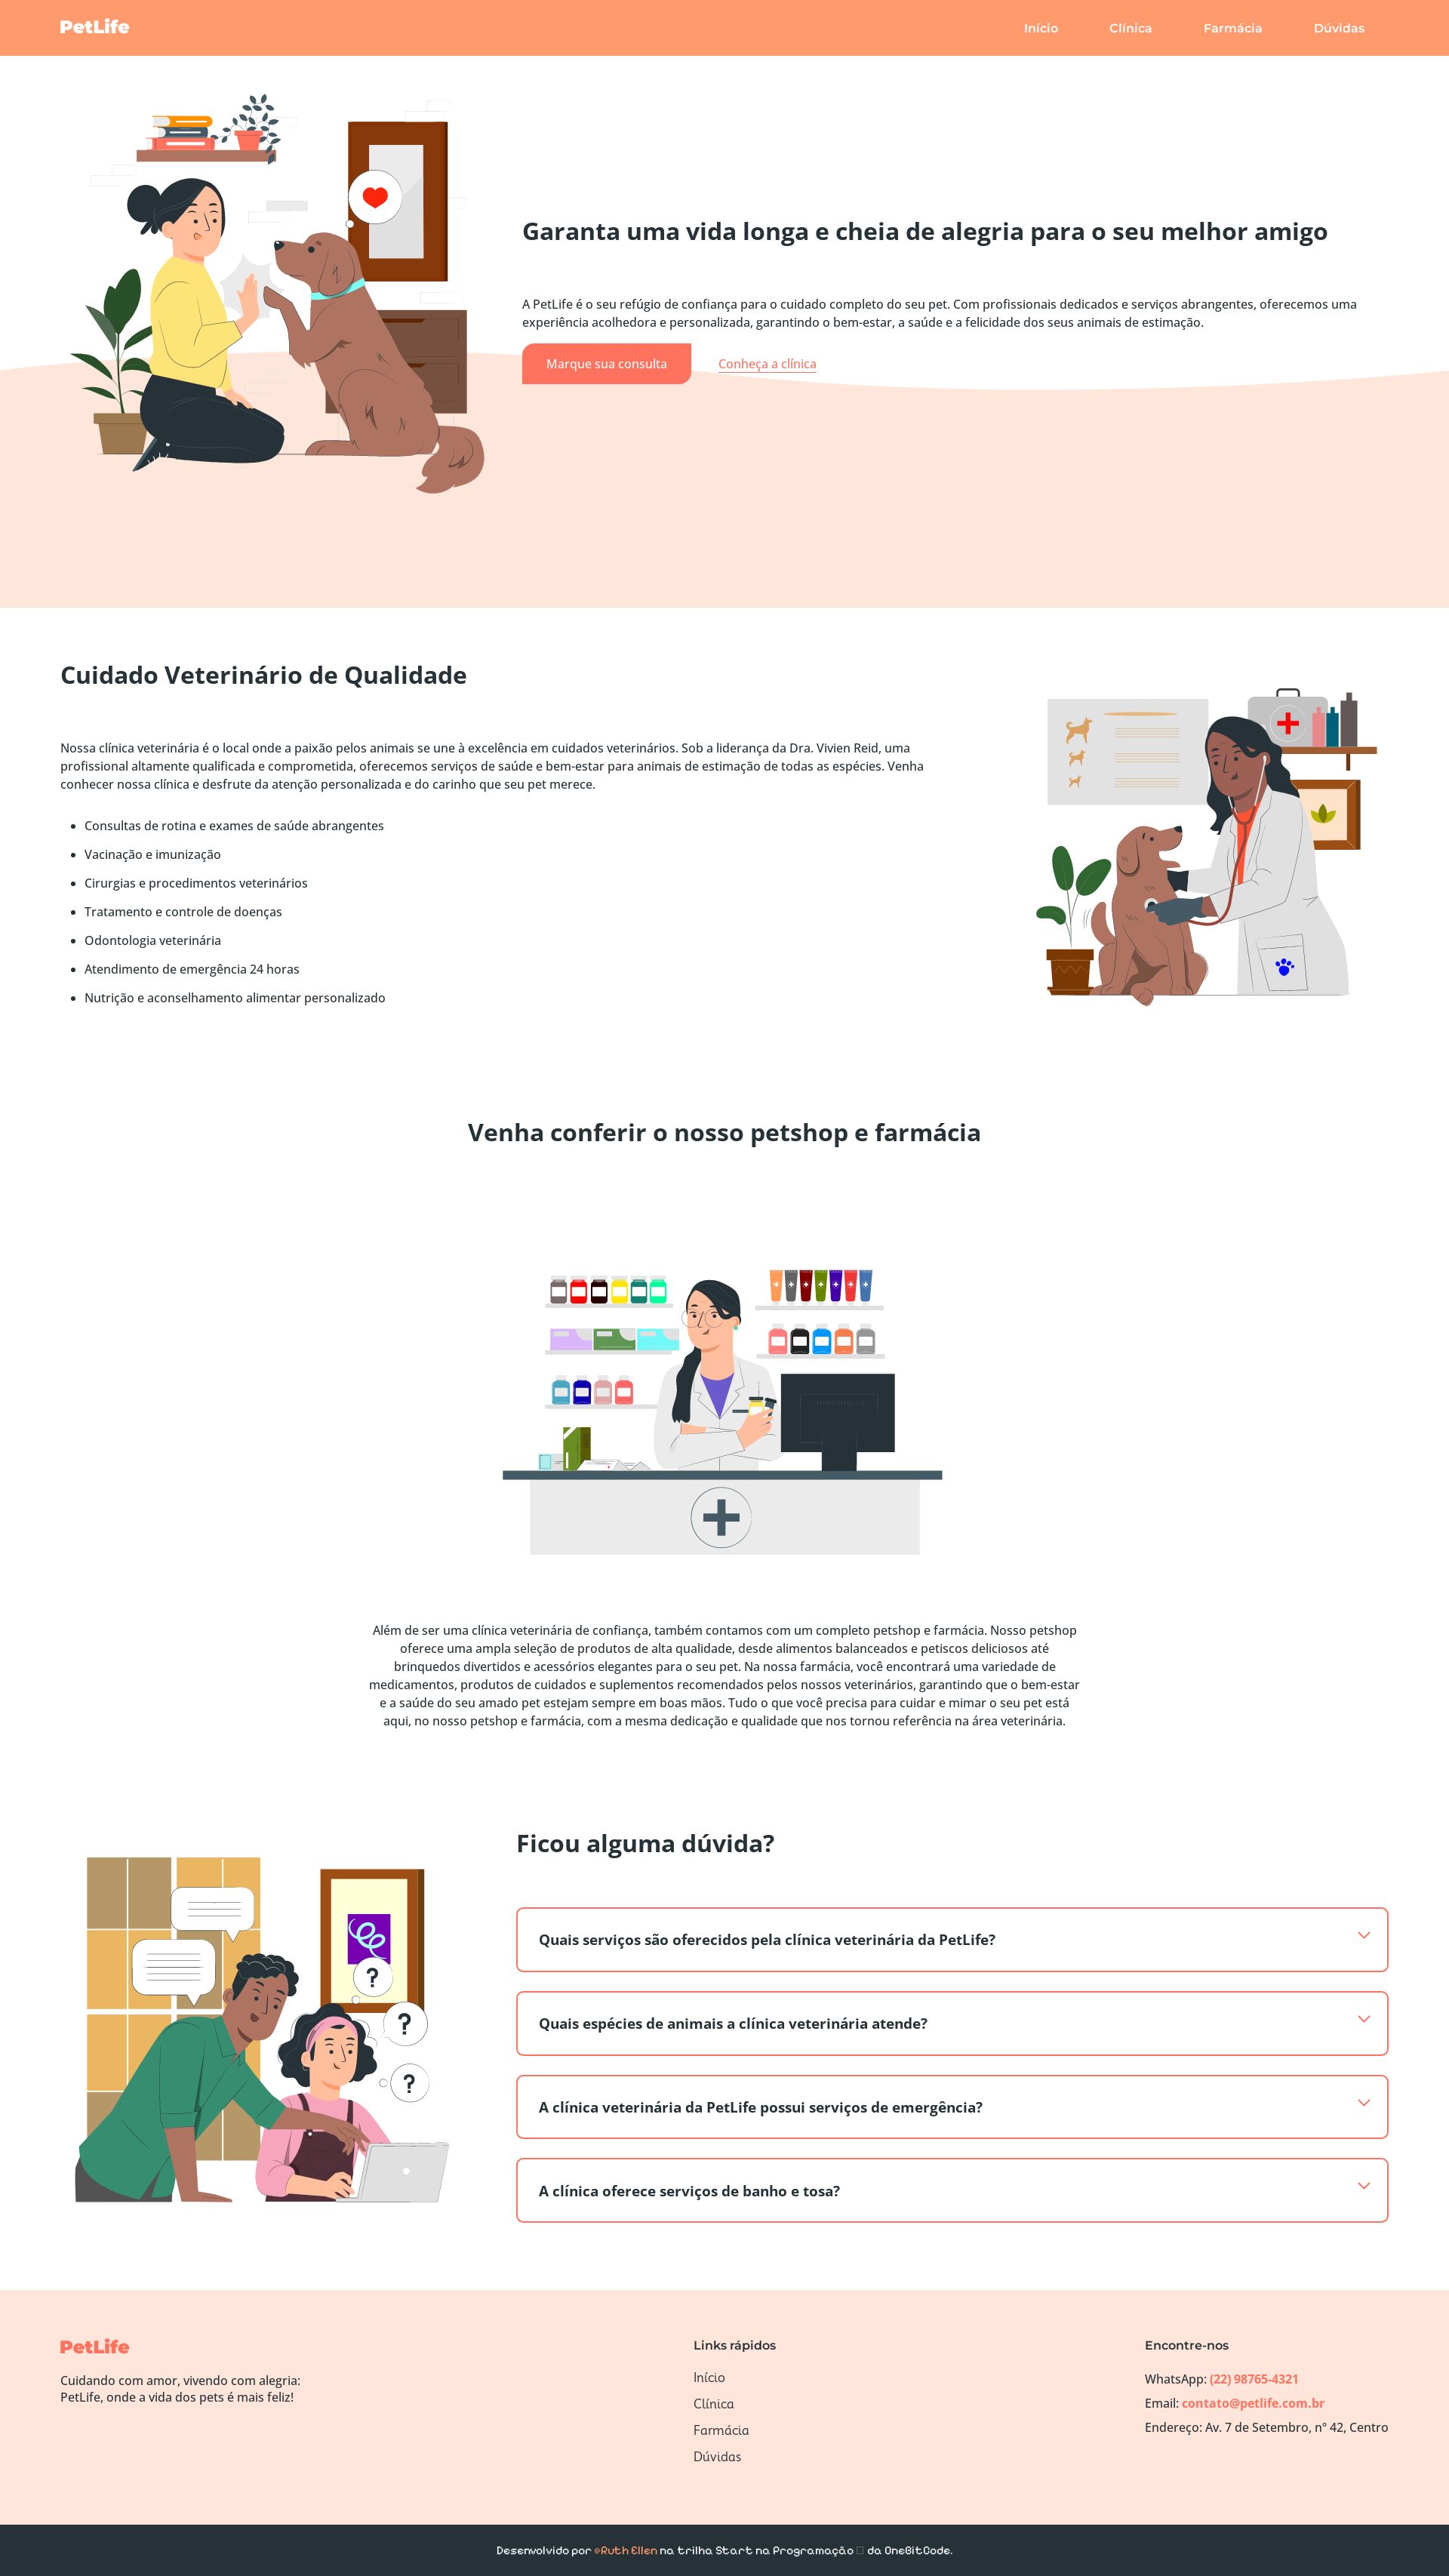 PetLife
Início
Clínica
Farmácia
Dúvidas
Garanta uma vida longa e cheia de alegria para o seu melhor amigo
A PetLife é o seu refúgio de confiança para o cuidado completo do seu pet. Com profissionais dedicados e serviços abrangentes, oferecemos uma
experiência acolhedora e personalizada, garantindo o bem-estar, a saúde e a felicidade dos seus animais de estimação.
Marque sua consulta
Conheça a clínica
Cuidado Veterinário de Qualidade
Nossa clínica veterinária é o local onde a paixão pelos animais se une à excelência em cuidados veterinários. Sob a liderança da Dra. Vivien Reid, uma
profissional altamente qualificada e comprometida, oferecemos serviços de saúde e bem-estar para animais de estimação de todas as espécies. Venha
conhecer nossa clínica e desfrute da atenção personalizada e do carinho que seu pet merece.
Consultas de rotina e exames de saúde abrangentes
Vacinação e imunização
Cirurgias e procedimentos veterinários
Tratamento e controle de doenças
Odontologia veterinária
Atendimento de emergência 24 horas
Nutrição e aconselhamento alimentar personalizado
Venha conferir o nosso petshop e farmácia
Além de ser uma clínica veterinária de confiança, também contamos com um completo petshop e farmácia. Nosso petshop
oferece uma ampla seleção de produtos de alta qualidade, desde alimentos balanceados e petiscos deliciosos até
brinquedos divertidos e acessórios elegantes para o seu pet. Na nossa farmácia, você encontrará uma variedade de
medicamentos, produtos de cuidados e suplementos recomendados pelos nossos veterinários, garantindo que o bem-estar
e a saúde do seu amado pet estejam sempre em boas mãos. Tudo o que você precisa para cuidar e mimar o seu pet está
aqui, no nosso petshop e farmácia, com a mesma dedicação e qualidade que nos tornou referência na área veterinária.
?
?
?
Ficou alguma dúvida?
Quais serviços são oferecidos pela clínica veterinária da PetLife?
Quais espécies de animais a clínica veterinária atende?
A clínica veterinária da PetLife possui serviços de emergência?
A clínica oferece serviços de banho e tosa?
PetLife
Cuidando com amor, vivendo com alegria:
PetLife, onde a vida dos pets é mais feliz!
Links rápidos
Início
Clínica
Farmácia
Dúvidas
Encontre-nos
WhatsApp: (22) 98765-4321
Email: contato@petlife.com.br
Endereço: Av. 7 de Setembro, nº 42, Centro
Desenvolvido por @Ruth Ellen na trilha Start na Programação da OneBitCode.